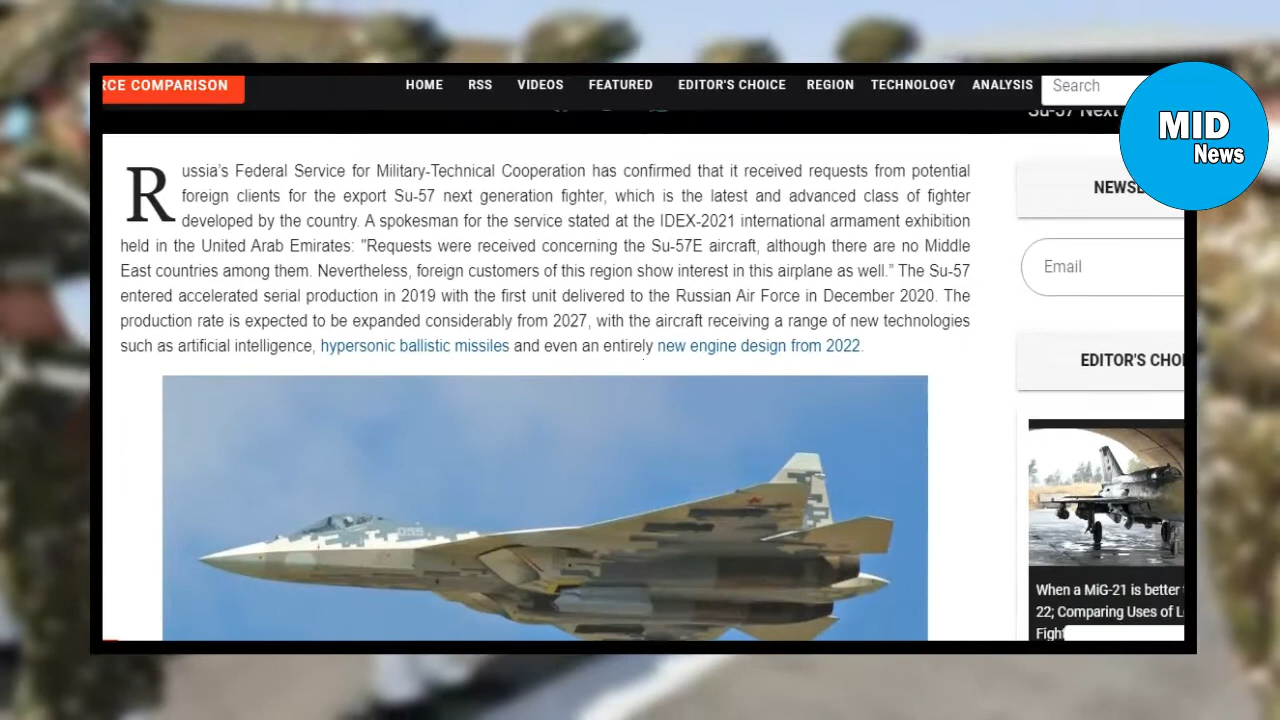 RCE COMPARISON
HOME RSS VIDEOS FEATURED EDITOR'S CHOICE REGION TECHNOLOGY ANALYSIS
Search
MID
News
Su-57 Next
Russia's Federal Service for Military-Technical Cooperation has confirmed that it received requests from potential
foreign clients for the export Su-57 next generation fighter, which is the latest and advanced class of fighter
developed by the country. A spokesman for the service stated at the IDEX-2021 international armament exhibition
held in the United Arab Emirates: "Requests were received concerning the Su-57E aircraft, although there are no Middle
East countries among them. Nevertheless, foreign customers of this region show interest in this airplane as well.” The Su-57
entered accelerated serial production in 2019 with the first unit delivered to the Russian Air Force in December 2020. The
production rate is expected to be expanded considerably from 2027, with the aircraft receiving a range of new technologies
such as artificial intelligence, hypersonic ballistic missiles and even an entirely new engine design from 2022.
NEWSL
Email
EDITOR'S CHOI
When a MiG-21 is better
22; Comparing Uses of L
Fight